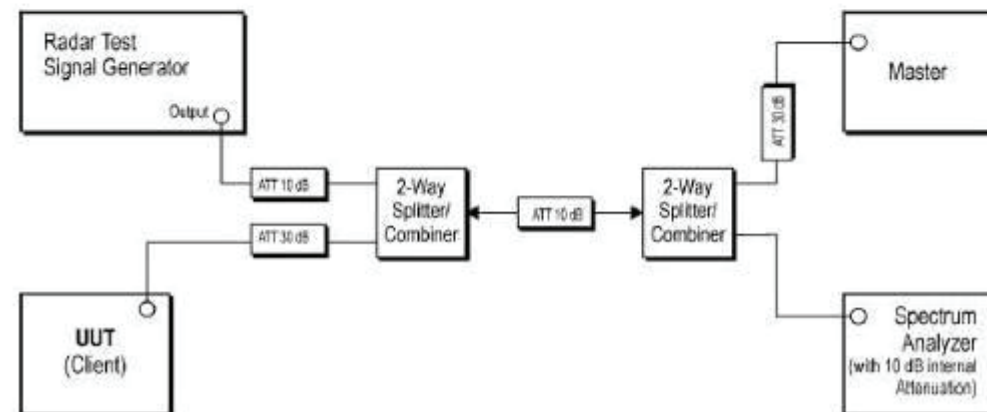 Radar Test
Signal Generator
Output
ATT 10 dB
2-Way
Splitter/
Combiner
ATT 30 dB
UUT
(Client)
ATT 10 dB
2-Way
Splitter/
Combiner
ATT 30 dB
Master
Spectrum
Analyzer
(with 10 dB internal
Attenuation)